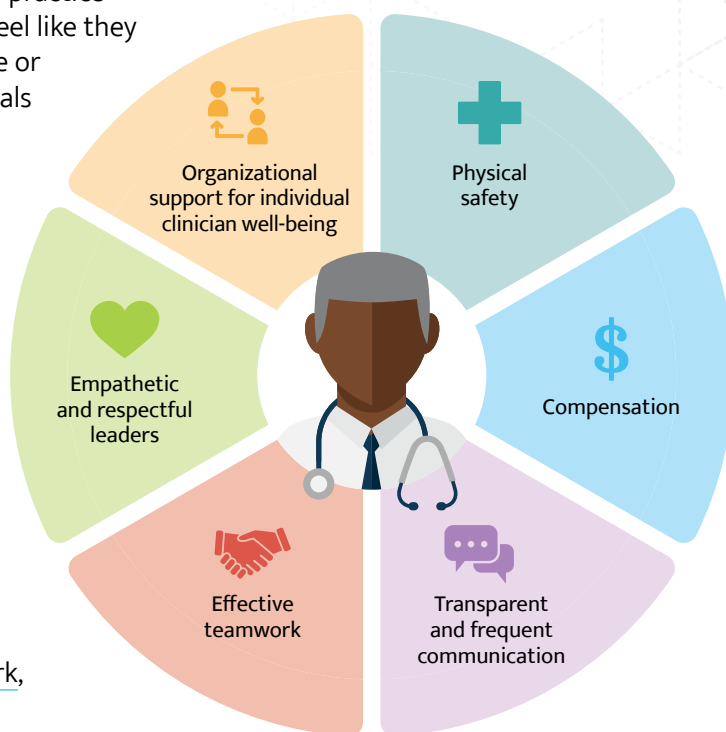 practice
eel like they
e or
als
Organizational
support for individual
clinician well-being
Physical
safety
Empathetic
and respectful
leaders
$
Compensation
Effective
teamwork
Transparent
and frequent
communication
rk,